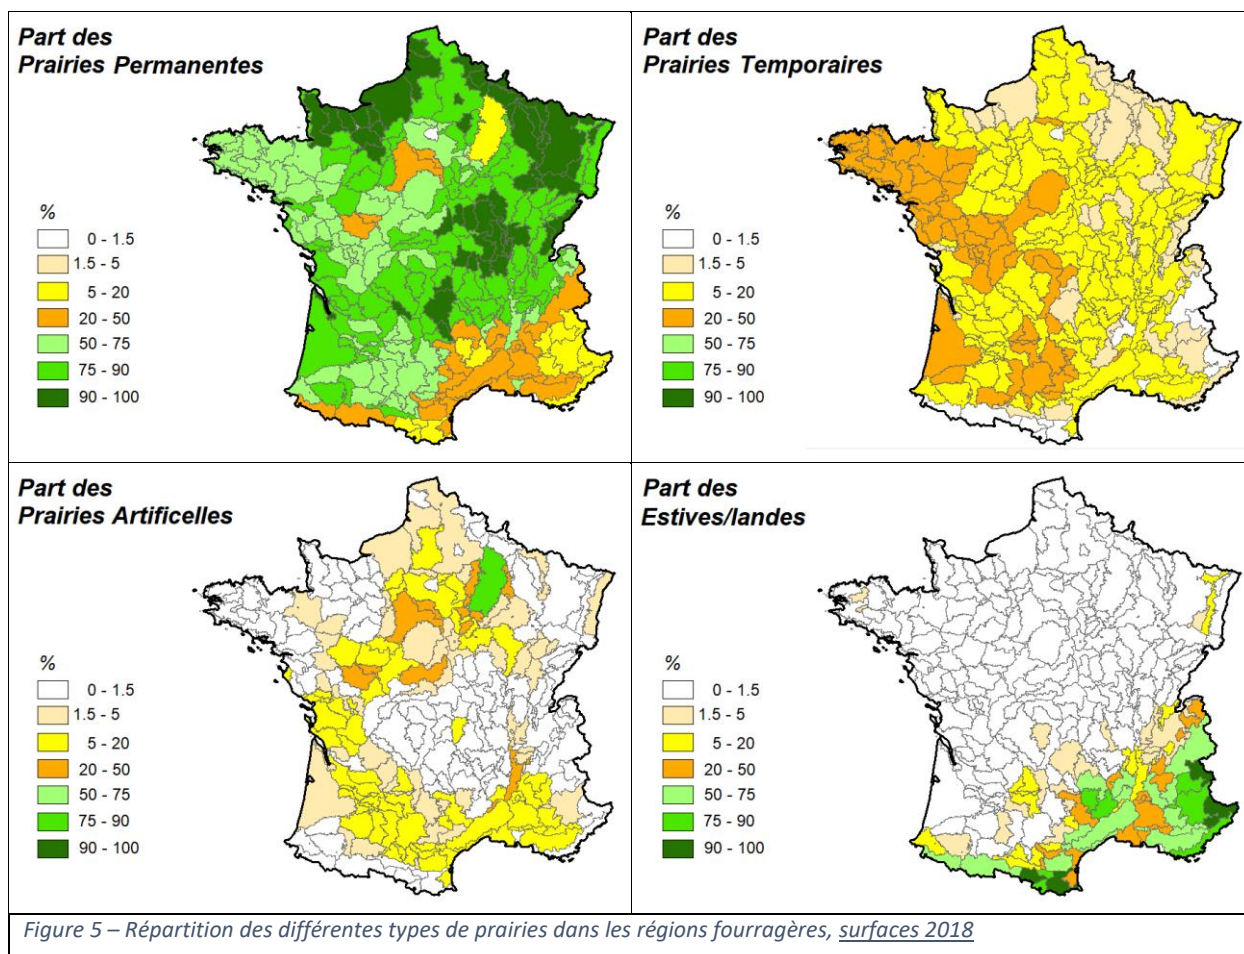 Part des
Prairies Permanentes
%
0 - 1.5
1.5 - 5
5 - 20
20 - 50
50 - 75
75 - 90
90 - 100
Part des
Prairies Temporaires
%
0 - 1.5
1.5 - 5
5 - 20
20 - 50
50 - 75
75 - 90
90 - 100
Part des
Prairies Artificelles
%
0 - 1.5
1.5 - 5
5 - 20
20 - 50
50 - 75
75 - 90
90 - 100
Part des
Estives/landes
%
0 - 1.5
1.5 - 5
5 - 20
20 - 50
50 - 75
75 - 90
90 - 100
Figure 5 – Répartition des différentes types de prairies dans les régions fourragères, surfaces 2018